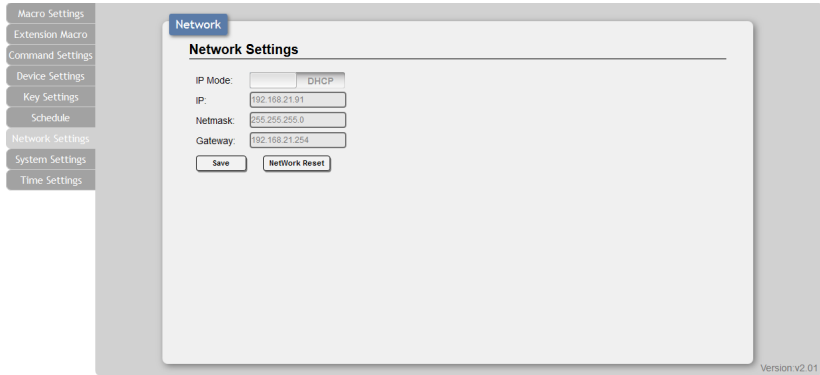 Macro Settings
Extension Macro
Command Settings
Device Settings
Key Settings
Schedule
Network Settings
System Settings
Time Settings
Network
Network Settings
IP Mode: DHCP
IP: 192.168.21.91
Netmask: 255.255.255.0
Gateway: 192.168.21.254
Save NetWork Reset
Version:v2.01